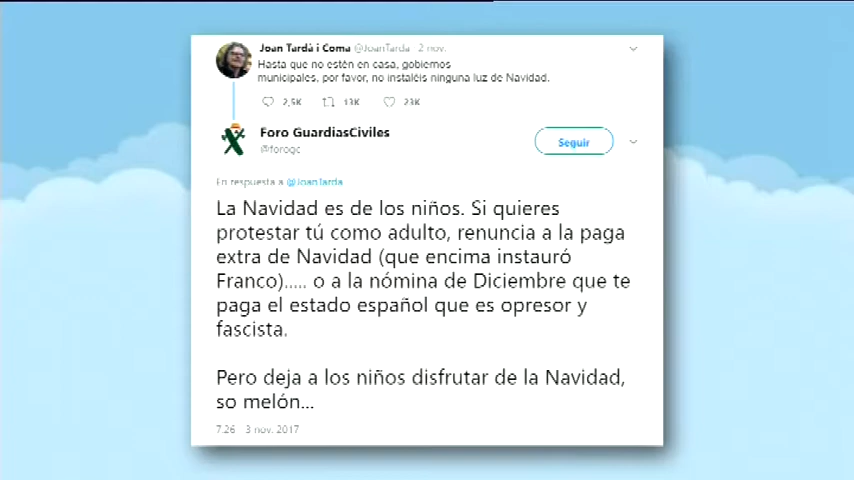 Joan Tardà i Coma @JoanTarda · 2 nov.
Hasta que no estén en casa, gobiernos
municipales, por favor, no instaléis ninguna luz de Navidad.
2,5K 13K 23K
Foro GuardiasCiviles
@forogc
Seguir
En respuesta a @JoanTarda
La Navidad es de los niños. Si quieres
protestar tú como adulto, renuncia a la paga
extra de Navidad (que encima instauró
Franco)..... o a la nómina de Diciembre que te
paga el estado español que es opresor y
fascista.
Pero deja a los niños disfrutar de la Navidad,
so melón...
7:26 3 nov. 2017